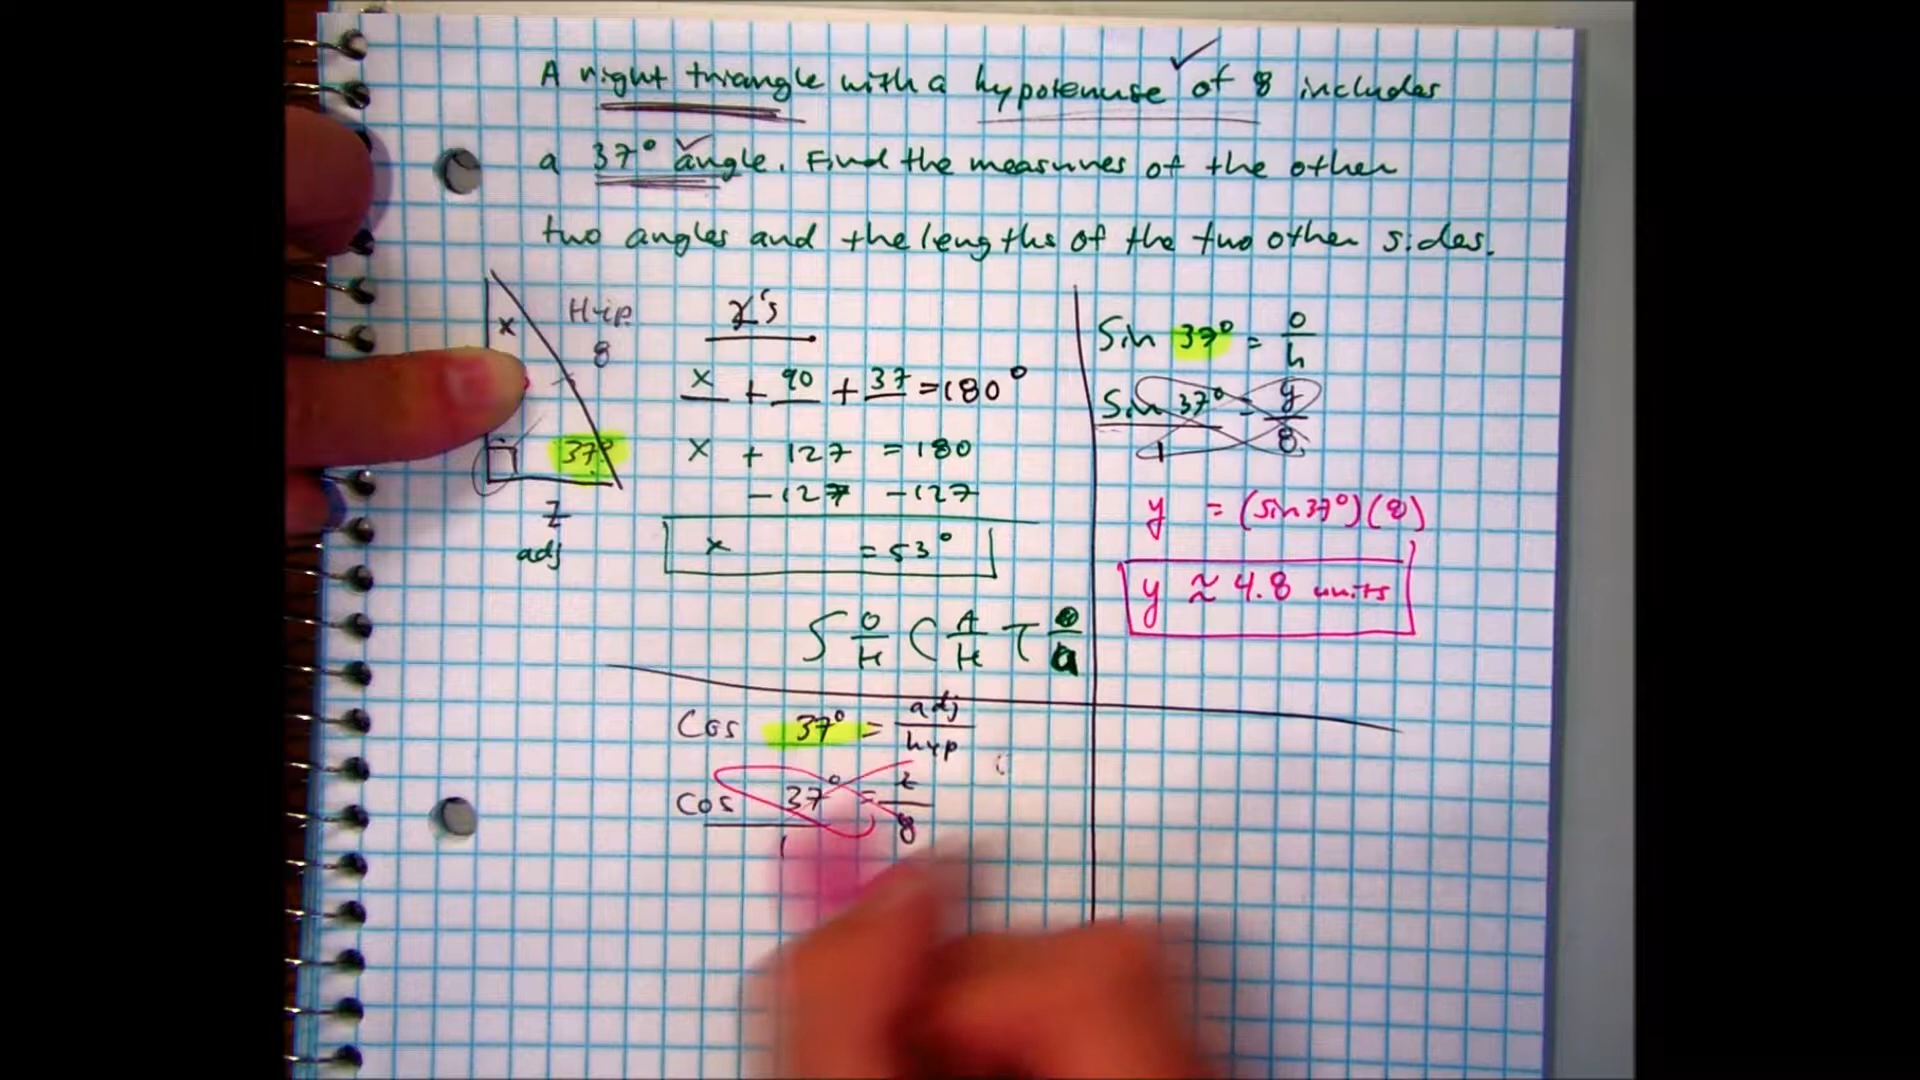 A right triangle with a hypotenuse of 8 includes
a 37° angle. Find the measures of the other
two angles and the lengths of the two other sides.
x
Hyp.
8
37°
z
adj
∡'s
x + 90 + 37 = 180°
x + 127 = 180
-127 -127
x = 53°
S O/H C A/H T O/A
Sin 37° = o/h
Sin 37°/1 = y/8
y = (sin 37°)(8)
y ≈ 4.8 units
Cos 37° = adj/hyp
Cos 37°/1 = z/8